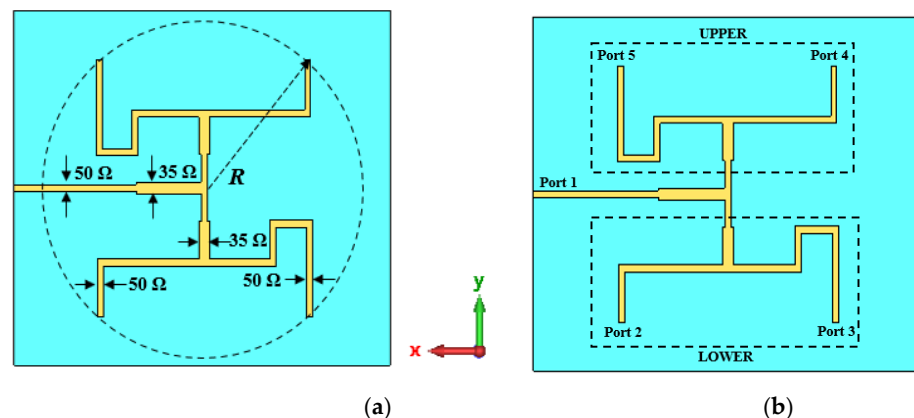 50 Ω
35 Ω
R
35 Ω
50 Ω
50 Ω
y
x
(a)
UPPER
Port 5
Port 4
Port 1
Port 2
Port 3
LOWER
(b)